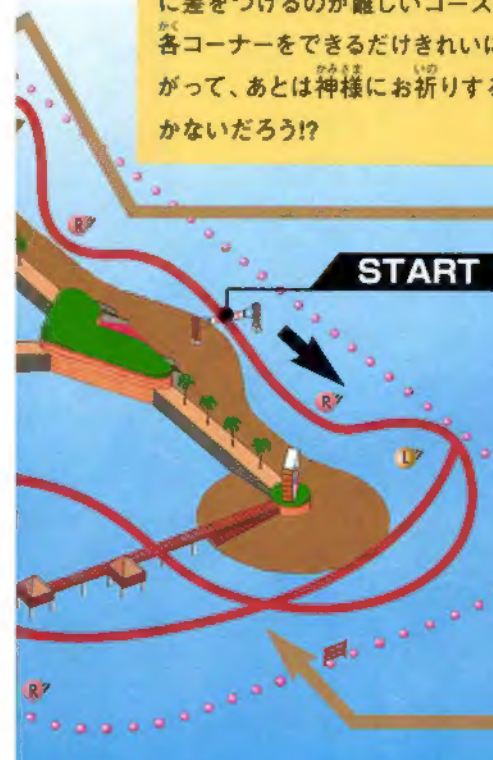 に差をつけるのが難しいコース
各コーナーをできるだけきれいに
がって、あとは神様にお祈りする
かないだろう!?
START
R
R
L
R